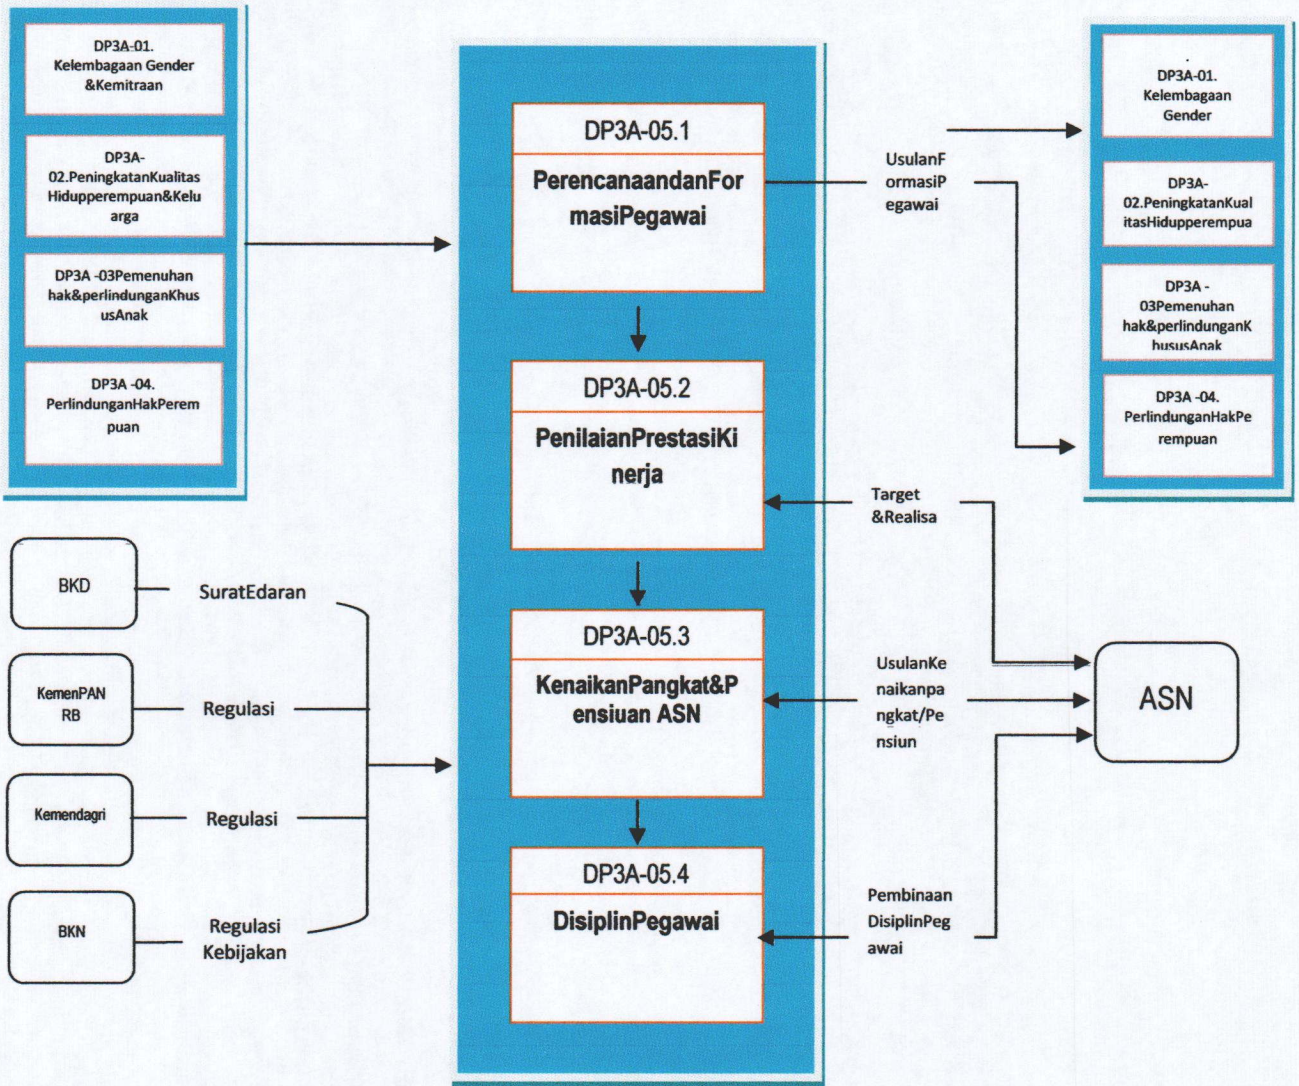 DP3A-01.
Kelembagaan Gender
&Kemitraan
DP3A-
02.PeningkatanKualitas
Hidupperempuan&Kelu
arga
DP3A -03Pemenuhan
hak&perlindunganKhus
usAnak
DP3A -04.
PerlindunganHakPerem
puan
BKD
SuratEdaran
KemenPAN
RB
Regulasi
Kemendagri
Regulasi
BKN
Regulasi
Kebijakan
DP3A-05.1
PerencanaandanFor
masiPegawai
DP3A-05.2
PenilaianPrestasiKi
nerja
DP3A-05.3
KenaikanPangkat&P
ensiuan ASN
DP3A-05.4
DisiplinPegawai
UsulanF
ormasiP
egawai
Target
&Realisa
UsulanKe
naikanpa
ngkat/Pe
nsiun
Pembinaan
DisiplinPeg
awai
DP3A-01.
Kelembagaan
Gender
DP3A-
02.PeningkatanKual
itasHidupperempua
DP3A -
03Pemenuhan
hak&perlindunganK
hususAnak
DP3A -04.
PerlindunganHakPe
rempuan
ASN